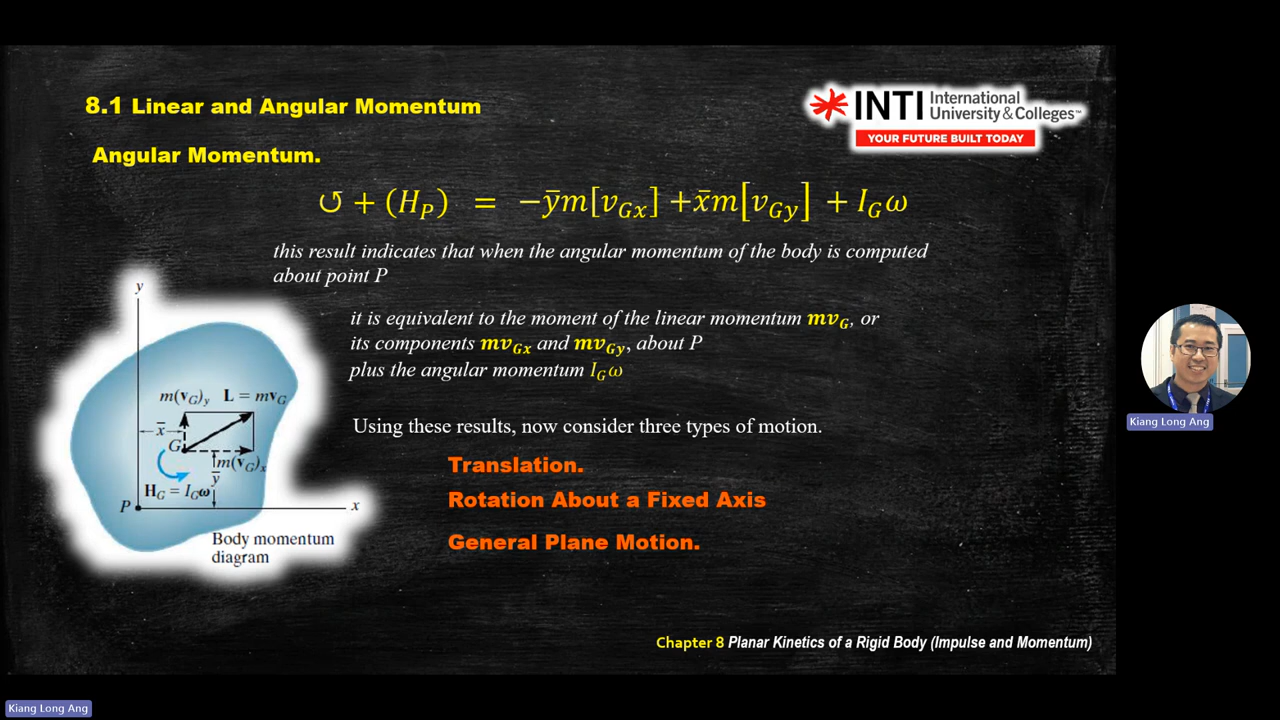 8.1 Linear and Angular Momentum
INTI International
University & Colleges™
YOUR FUTURE BUILT TODAY
Angular Momentum.
↺ + (H_P) = −ȳm[v_Gx] + x̄m[v_Gy] + I_Gω
this result indicates that when the angular momentum of the body is computed
about point P
it is equivalent to the moment of the linear momentum mv_G, or
its components mv_Gx and mv_Gy, about P
plus the angular momentum I_Gω
y
m(v_G)_y L = mv_G
x̄
G
m(v_G)_x
ȳ
H_G = I_Gω
P
x
Body momentum
diagram
Using these results, now consider three types of motion.
Translation.
Rotation About a Fixed Axis
General Plane Motion.
Chapter 8 Planar Kinetics of a Rigid Body (Impulse and Momentum)
Kiang Long Ang
Kiang Long Ang